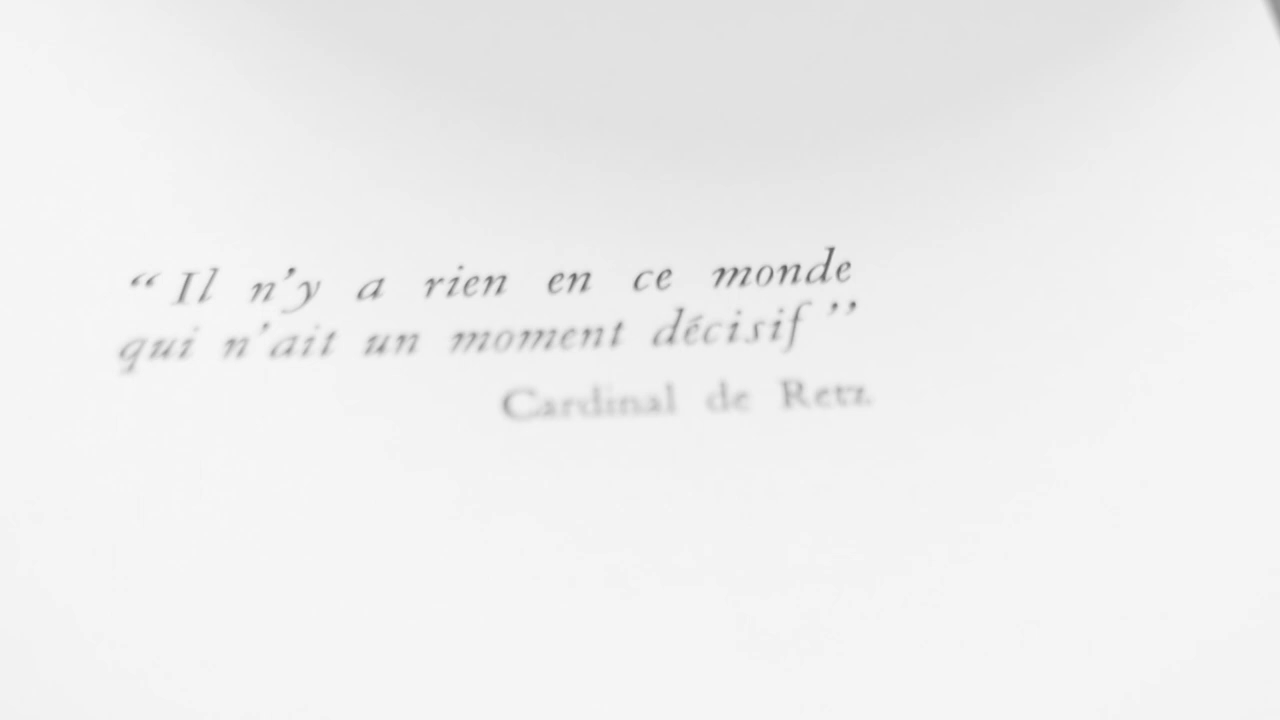 “ Il n’y a rien en ce monde
qui n’ait un moment décisif ”
Cardinal de Retz